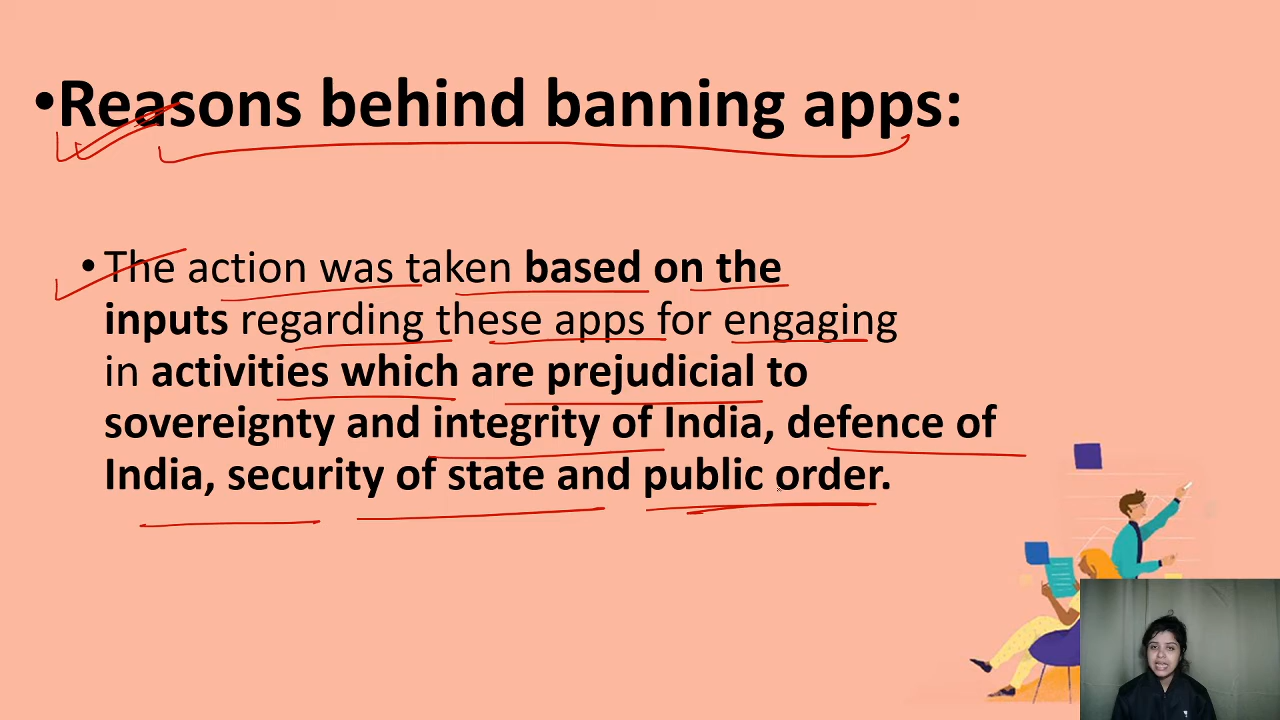 •Reasons behind banning apps:
• The action was taken based on the
inputs regarding these apps for engaging
in activities which are prejudicial to
sovereignty and integrity of India, defence of
India, security of state and public order.